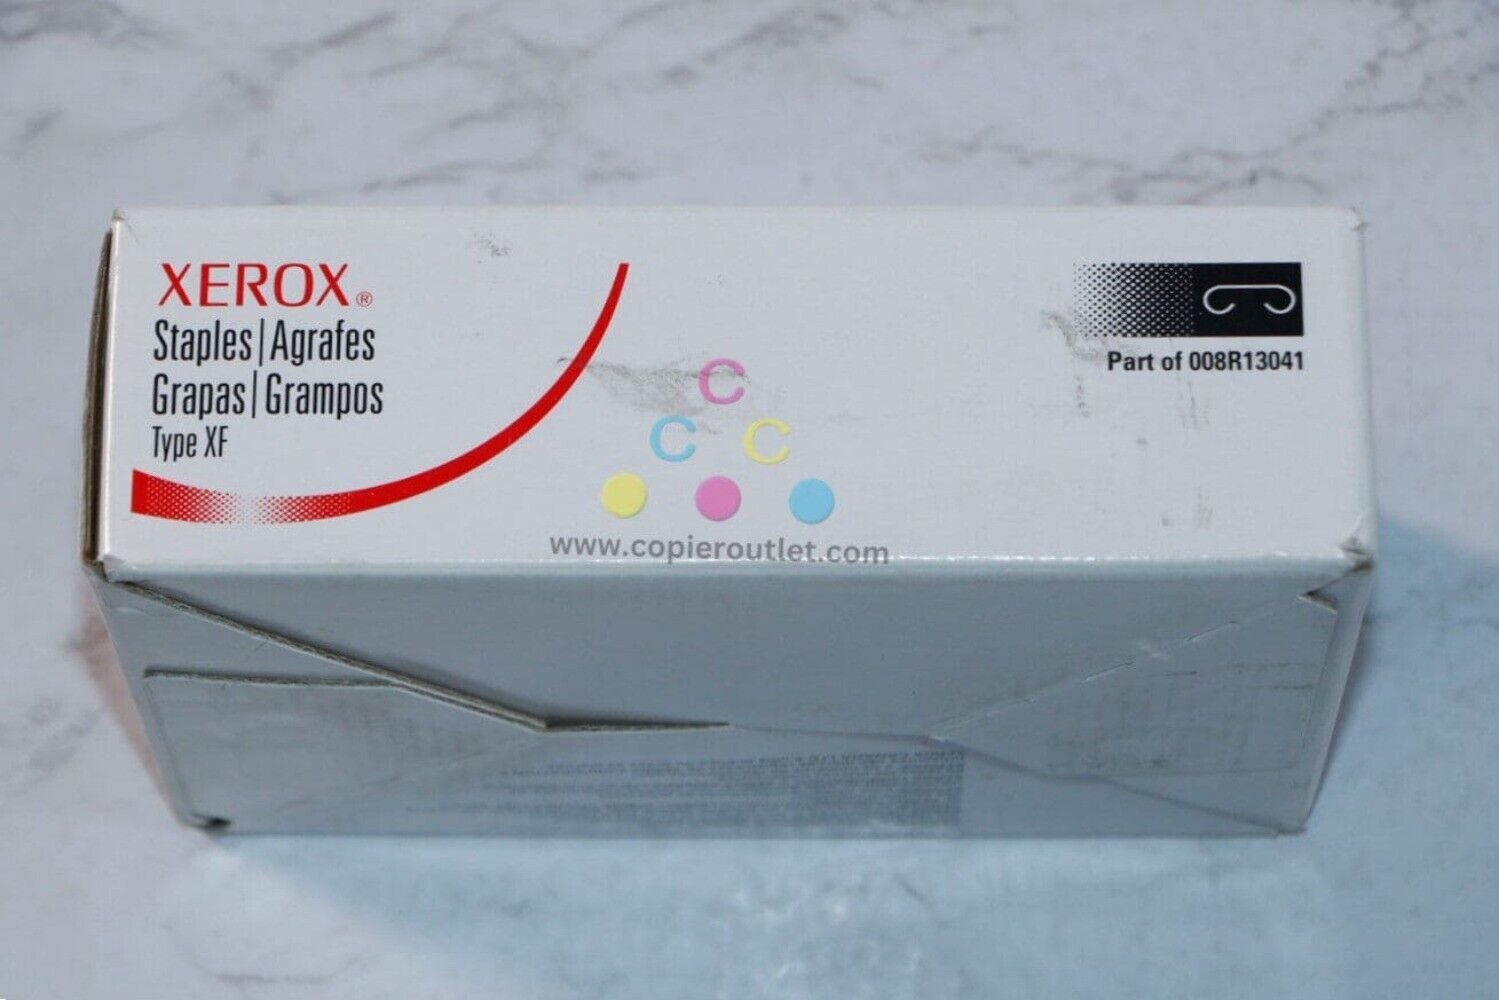 XEROX®
Staples|Agrafes
Grapas|Grampos
Type XF
Part of 008R13041
C
C C
www.copieroutlet.com